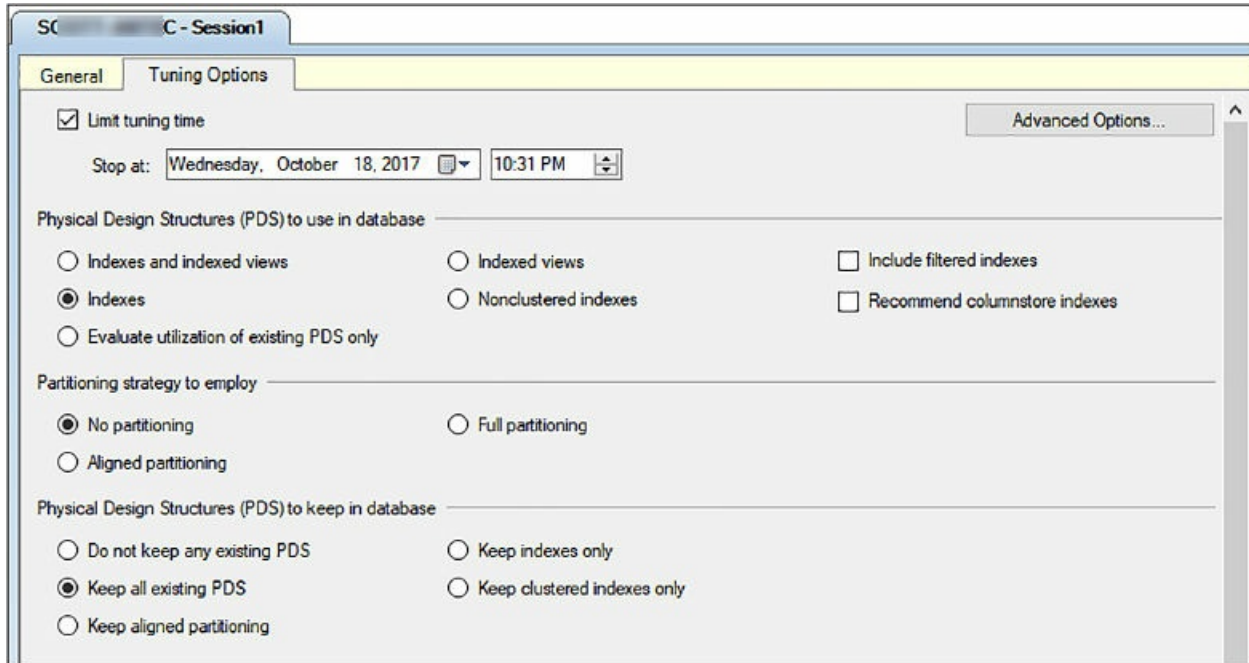 C - Session1
General Tuning Options
Limit tuning time Advanced Options...
Stop at: Wednesday, October 18, 2017 10:31 PM
Physical Design Structures (PDS) to use in database
Indexes and indexed views Indexed views Include filtered indexes
Indexes Nonclustered indexes Recommend columnstore indexes
Evaluate utilization of existing PDS only
Partitioning strategy to employ
No partitioning Full partitioning
Aligned partitioning
Physical Design Structures (PDS) to keep in database
Do not keep any existing PDS Keep indexes only
Keep all existing PDS Keep clustered indexes only
Keep aligned partitioning